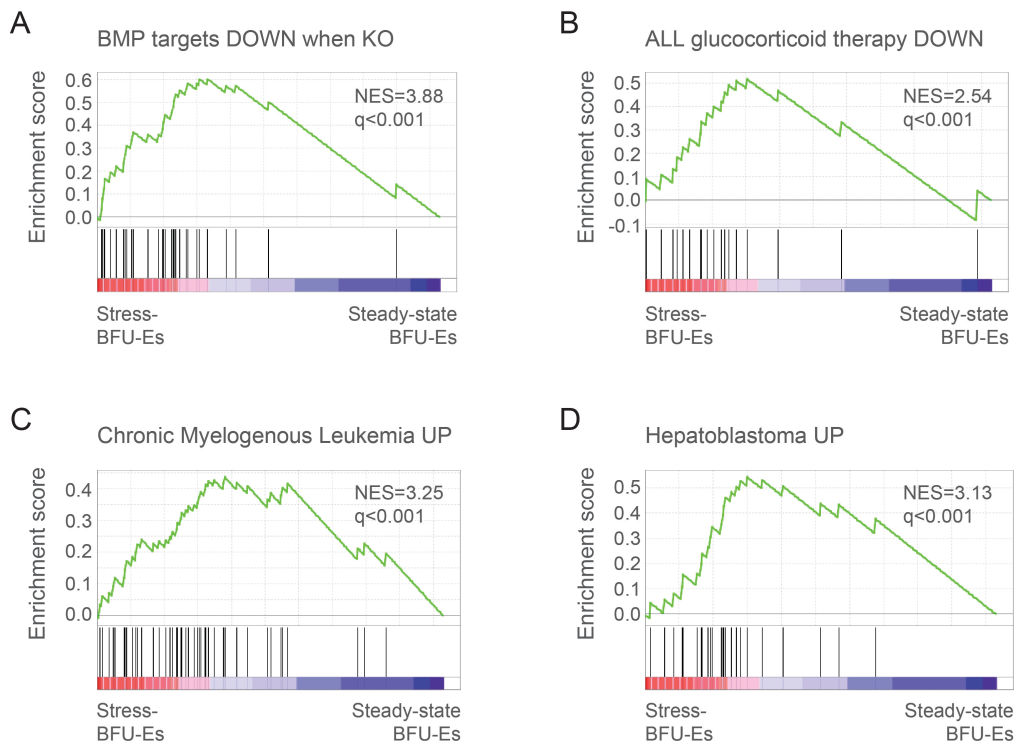 A
BMP targets DOWN when KO
Enrichment score
0.6
0.5
0.4
0.3
0.2
0.1
0.0
NES=3.88
q<0.001
Stress-
BFU-Es
Steady-state
BFU-Es
B
ALL glucocorticoid therapy DOWN
Enrichment score
0.5
0.4
0.3
0.2
0.1
0.0
-0.1
NES=2.54
q<0.001
Stress-
BFU-Es
Steady-state
BFU-Es
C
Chronic Myelogenous Leukemia UP
Enrichment score
0.4
0.3
0.2
0.1
0.0
NES=3.25
q<0.001
Stress-
BFU-Es
Steady-state
BFU-Es
D
Hepatoblastoma UP
Enrichment score
0.5
0.4
0.3
0.2
0.1
0.0
NES=3.13
q<0.001
Stress-
BFU-Es
Steady-state
BFU-Es